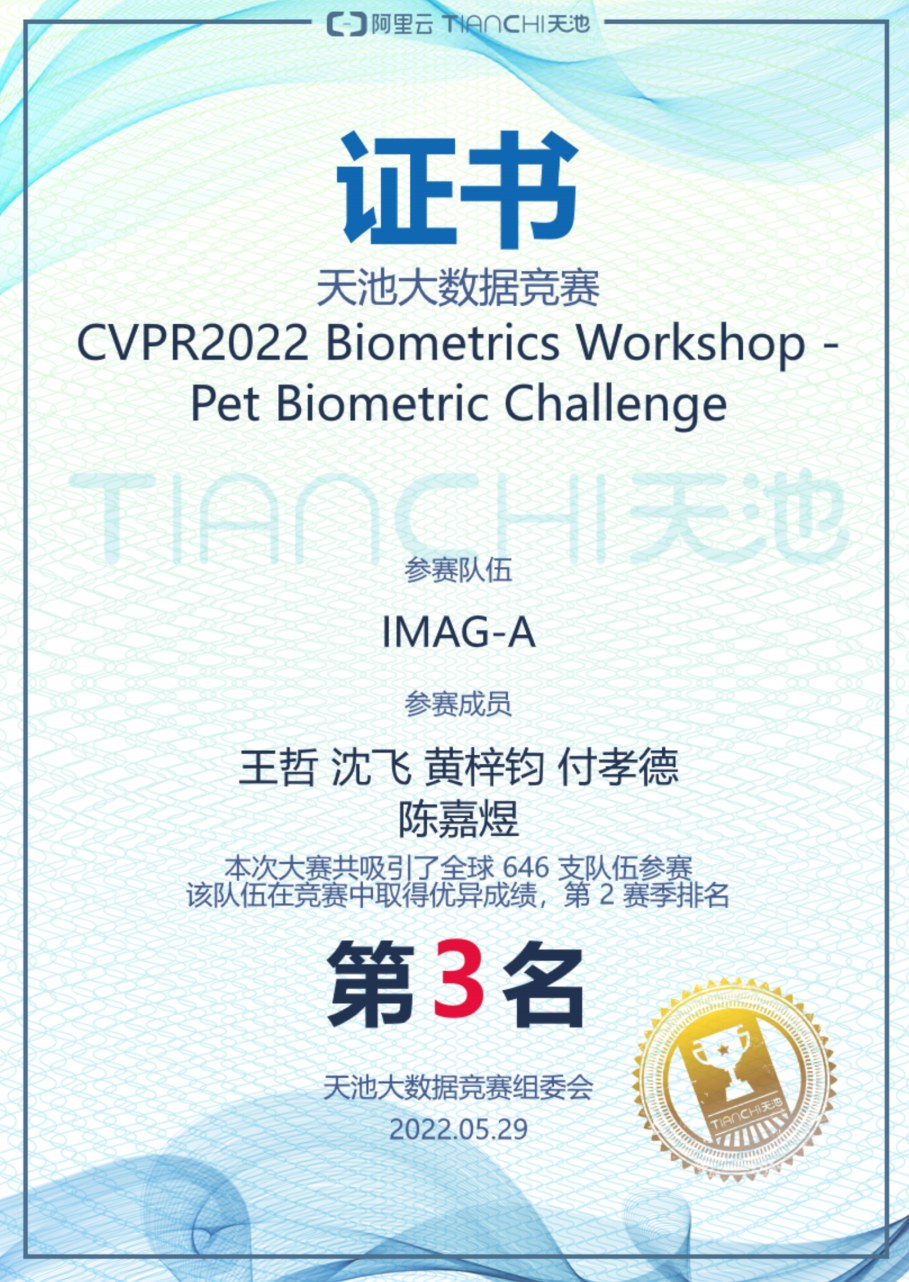 阿里云 TIANCHI天池
证书
天池大数据竞赛
CVPR2022 Biometrics Workshop -
Pet Biometric Challenge
TIANCHI天池
参赛队伍
IMAG-A
参赛成员
王哲 沈飞 黄梓钧 付孝德
陈嘉煜
本次大赛共吸引了全球 646 支队伍参赛
该队伍在竞赛中取得优异成绩，第 2 赛季排名
第3名
天池大数据竞赛组委会
2022.05.29
TIANCHI天池